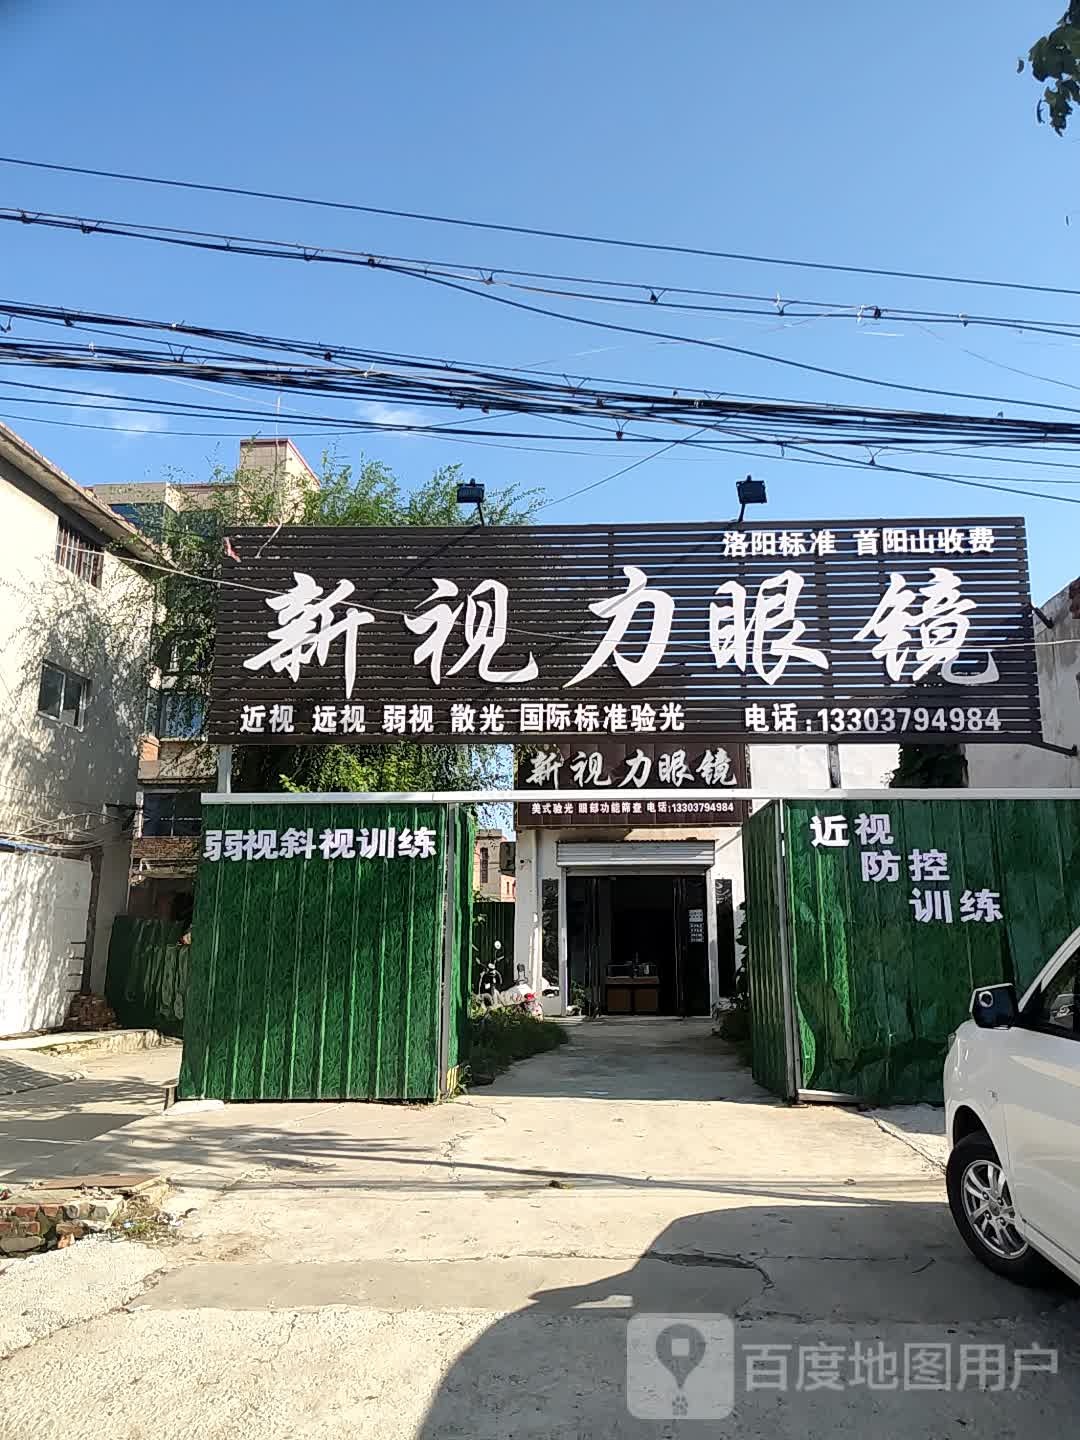 洛阳标准 首阳山收费
新视力眼镜
近视 远视 弱视 散光 国际标准验光 电话:13303794984
新视力眼镜
美式验光 眼部功能筛查 电话:13303794984
弱视斜视训练
近视
防控
训练
百度地图用户